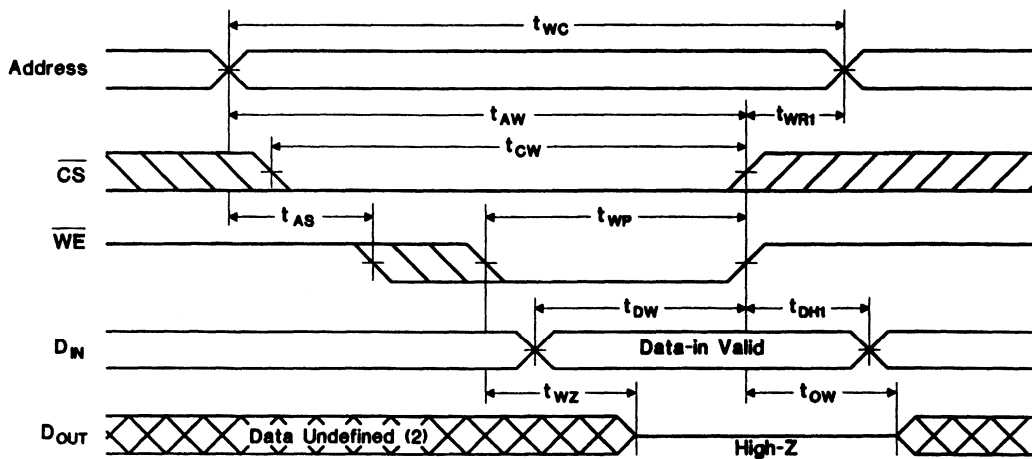 tWC
Address
tAW
tWR1
tCW
CS
tAS
tWP
WE
tDW
tDH1
DIN
Data-in Valid
tWZ
tOW
DOUT
Data Undefined (2)
High-Z